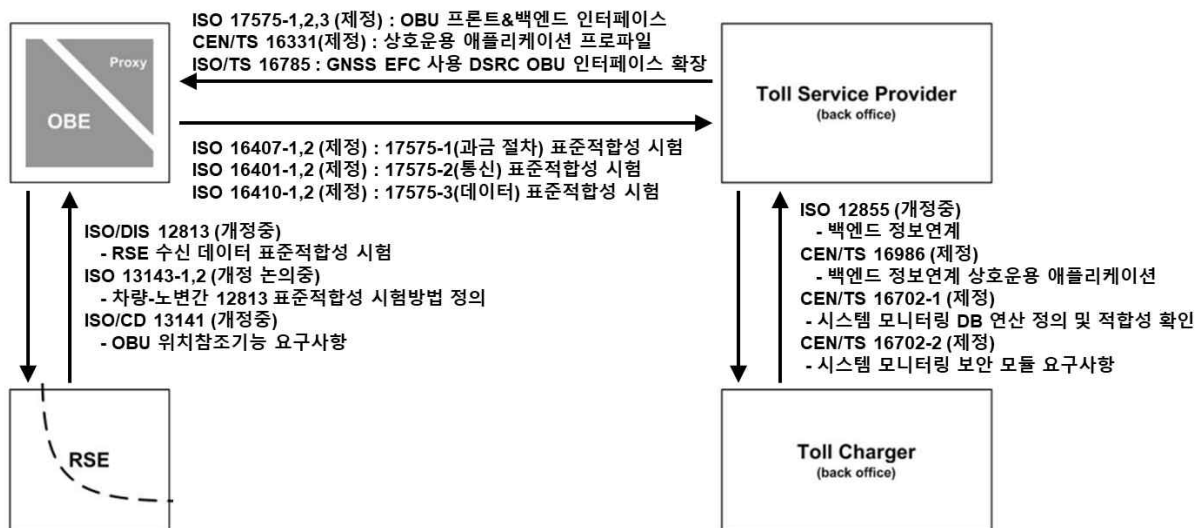 ISO 17575-1,2,3 (제정) : OBU 프론트&백엔드 인터페이스
CEN/TS 16331(제정) : 상호운용 애플리케이션 프로파일
ISO/TS 16785 : GNSS EFC 사용 DSRC OBU 인터페이스 확장
Proxy
OBE
Toll Service Provider
(back office)
ISO 16407-1,2 (제정) : 17575-1(과금 절차) 표준적합성 시험
ISO 16401-1,2 (제정) : 17575-2(통신) 표준적합성 시험
ISO 16410-1,2 (제정) : 17575-3(데이터) 표준적합성 시험
ISO/DIS 12813 (개정중)
- RSE 수신 데이터 표준적합성 시험
ISO 13143-1,2 (개정 논의중)
- 차량-노변간 12813 표준적합성 시험방법 정의
ISO/CD 13141 (개정중)
- OBU 위치참조기능 요구사항
ISO 12855 (개정중)
- 백엔드 정보연계
CEN/TS 16986 (제정)
- 백엔드 정보연계 상호운용 애플리케이션
CEN/TS 16702-1 (제정)
- 시스템 모니터링 DB 연산 정의 및 적합성 확인
CEN/TS 16702-2 (제정)
- 시스템 모니터링 보안 모듈 요구사항
RSE
Toll Charger
(back office)